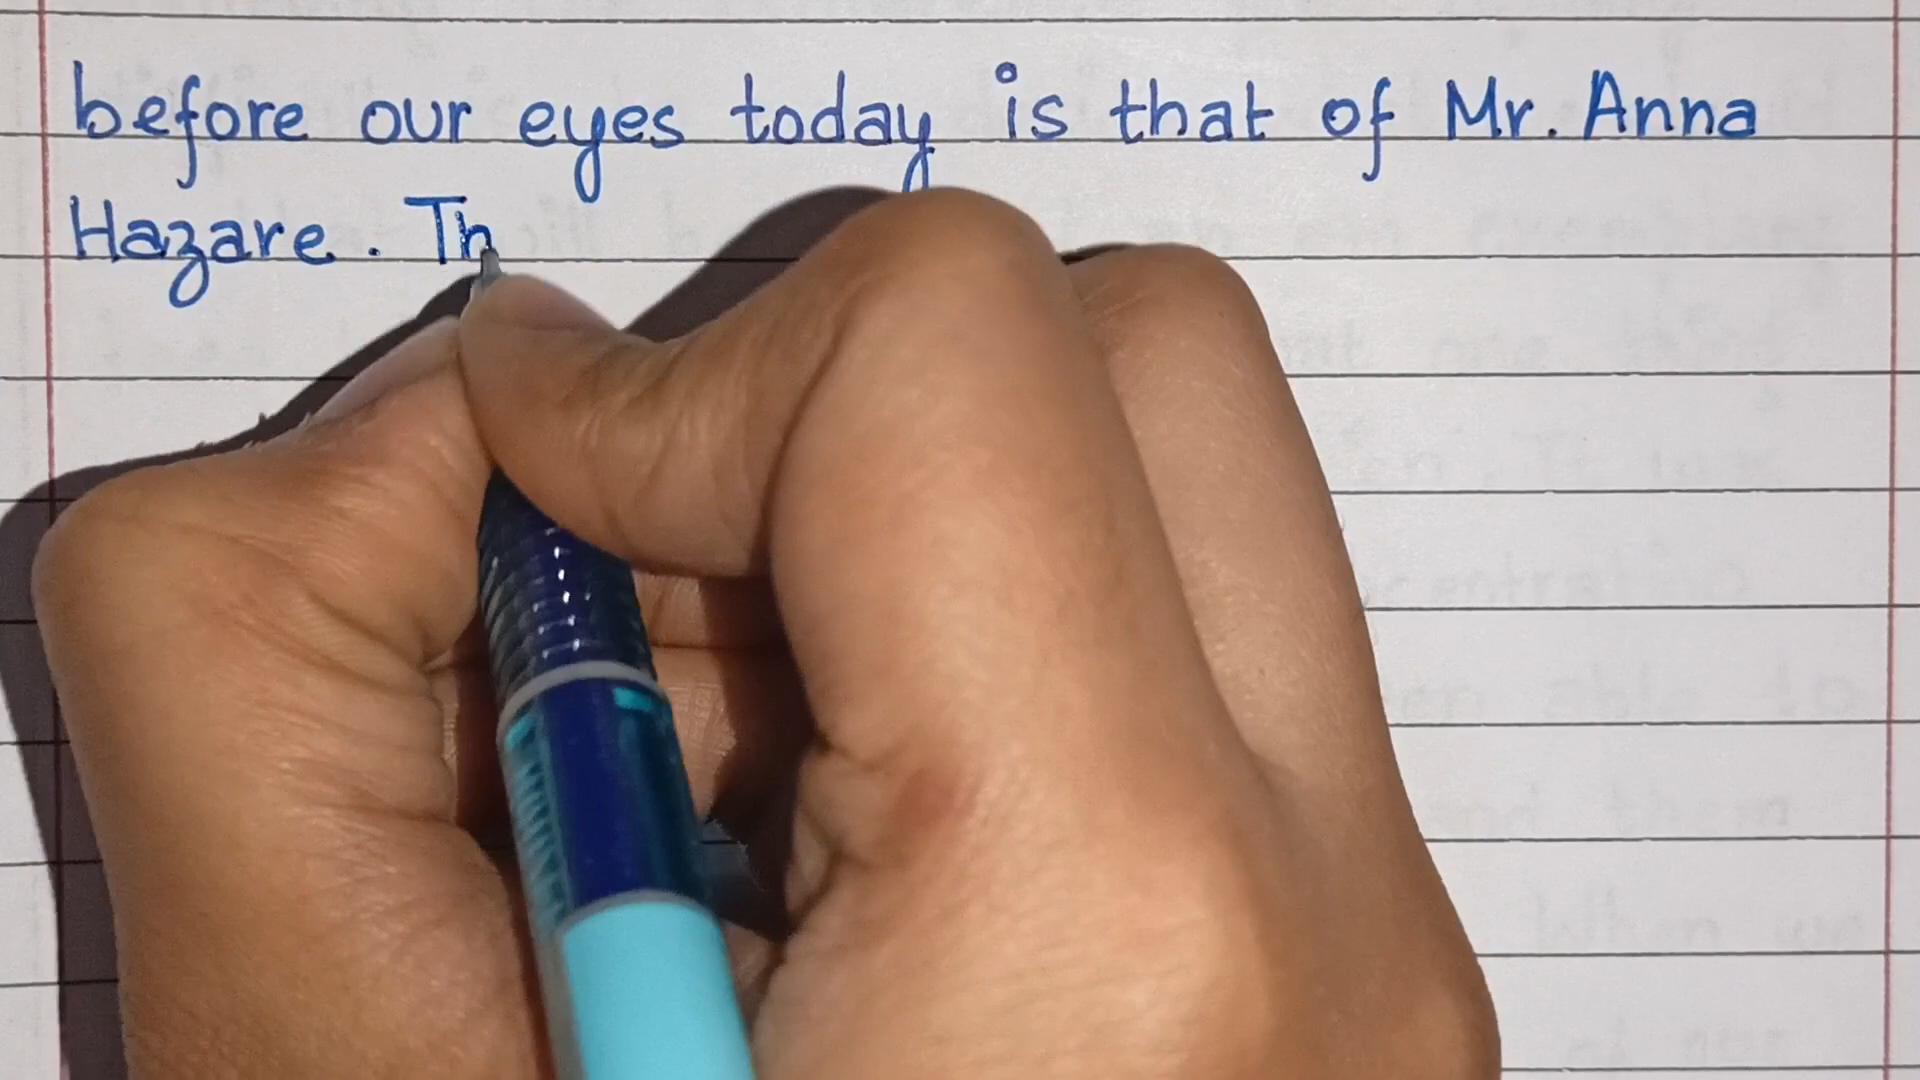 before our eyes today is that of Mr. Anna
Hazare. Th